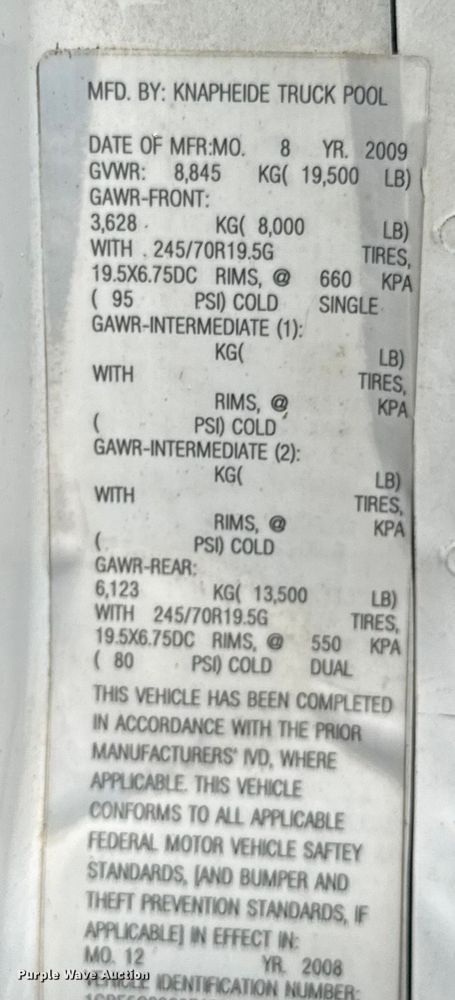 MFD. BY: KNAPHEIDE TRUCK POOL
DATE OF MFR:MO. 8 YR. 2009
GVWR: 8,845 KG( 19,500 LB)
GAWR-FRONT:
3,628 KG( 8,000 LB)
WITH 245/70R19.5G TIRES,
19.5X6.75DC RIMS, @ 660 KPA
( 95 PSI) COLD SINGLE
GAWR-INTERMEDIATE (1):
KG( LB)
WITH TIRES,
RIMS, @ KPA
( PSI) COLD
GAWR-INTERMEDIATE (2):
KG( LB)
WITH TIRES,
RIMS, @ KPA
( PSI) COLD
GAWR-REAR:
6,123 KG( 13,500 LB)
WITH 245/70R19.5G TIRES,
19.5X6.75DC RIMS, @ 550 KPA
( 80 PSI) COLD DUAL
THIS VEHICLE HAS BEEN COMPLETED
IN ACCORDANCE WITH THE PRIOR
MANUFACTURERS' IVD, WHERE
APPLICABLE. THIS VEHICLE
CONFORMS TO ALL APPLICABLE
FEDERAL MOTOR VEHICLE SAFTEY
STANDARDS, [AND BUMPER AND
THEFT PREVENTION STANDARDS, IF
APPLICABLE] IN EFFECT IN:
MO. 12 YR. 2008
VEHICLE IDENTIFICATION NUMBER:
Purple Wave Auction